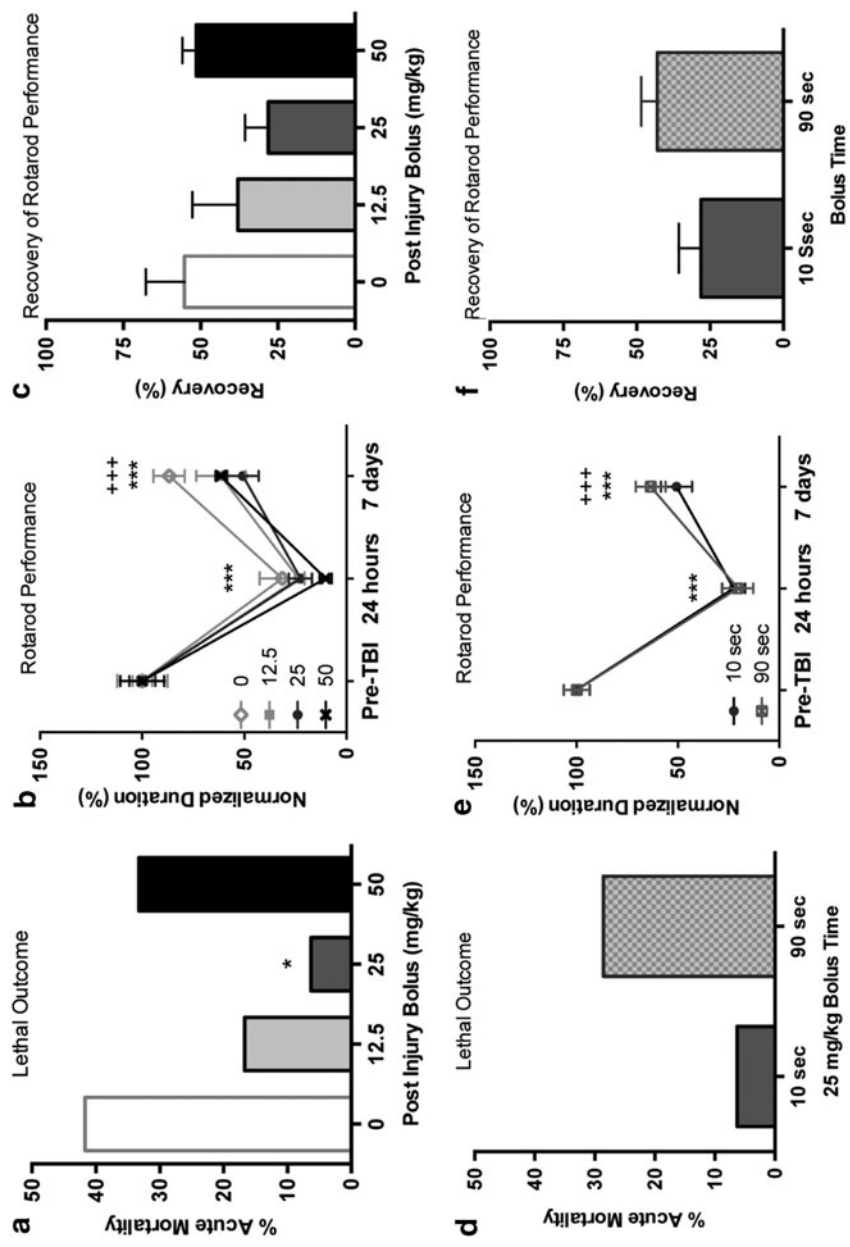 a
Lethal Outcome
% Acute Mortality
50
40
30
20
10
0
*
0
12.5
25
50
Post Injury Bolus (mg/kg)
b
Rotarod Performance
Normalized Duration (%)
150
100
50
0
0
12.5
25
50
***
+++
***
Pre-TBI
24 hours
7 days
c
Recovery of Rotarod Performance
Recovery (%)
100
75
50
25
0
0
12.5
25
50
Post Injury Bolus (mg/kg)
d
Lethal Outcome
% Acute Mortality
50
40
30
20
10
0
10 sec
90 sec
25 mg/kg Bolus Time
e
Rotarod Performance
Normalized Duration (%)
150
100
50
0
10 sec
90 sec
***
+++
***
Pre-TBI
24 hours
7 days
f
Recovery of Rotarod Performance
Recovery (%)
100
75
50
25
0
10 Ssec
90 sec
Bolus Time